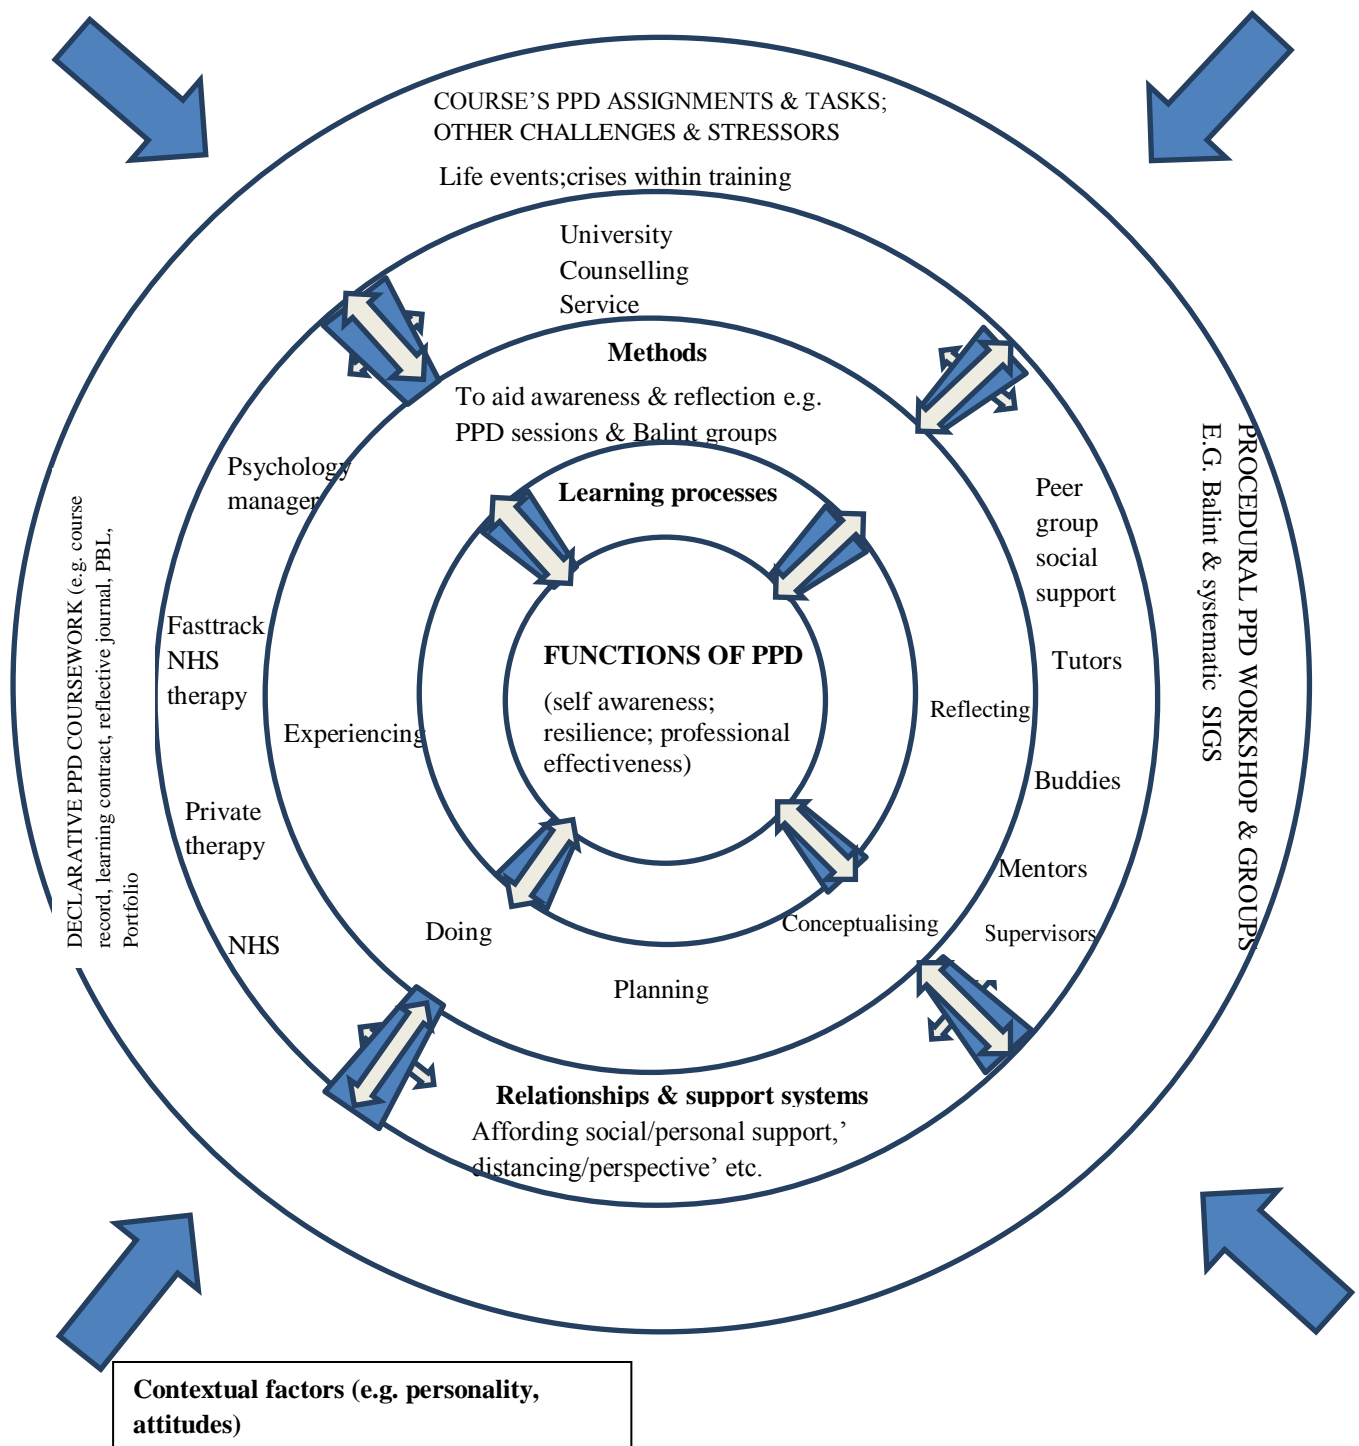 COURSE’S PPD ASSIGNMENTS & TASKS;
OTHER CHALLENGES & STRESSORS
Life events;crises within training
University
Counselling
Service
Methods
To aid awareness & reflection e.g.
PPD sessions & Balint groups
Learning processes
FUNCTIONS OF PPD
(self awareness;
resilience; professional
effectiveness)
Psychology
manager
Fasttrack
NHS
therapy
Private
therapy
NHS
Experiencing
Doing
Planning
Conceptualising
Reflecting
Peer
group
social
support
Tutors
Buddies
Mentors
Supervisors
Relationships & support systems
Affording social/personal support,’
distancing/perspective’ etc.
DECLARATIVE PPD COURSEWORK (e.g. course
record, learning contract, reflective journal, PBL,
Portfolio
PROCEDURAL PPD WORKSHOP & GROUPS
E.G. Balint & systematic SIGS
Contextual factors (e.g. personality,
attitudes)